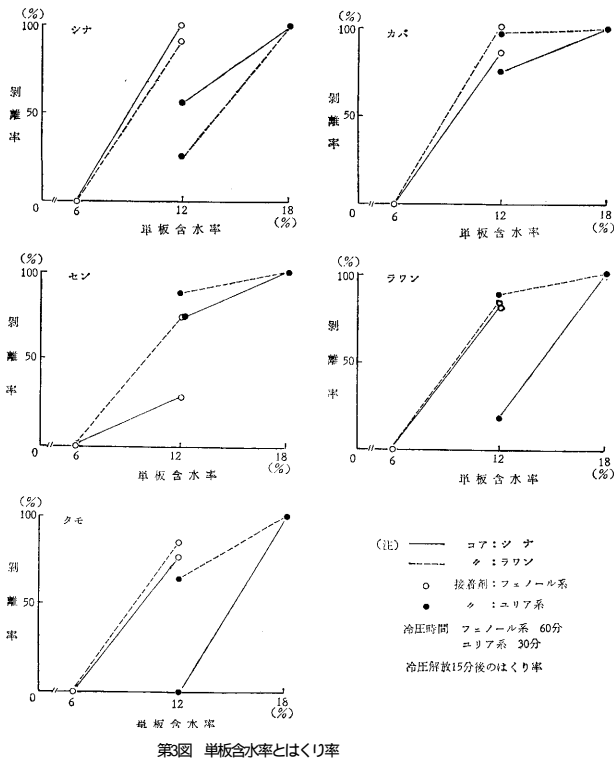 (%)
シナ
100
50
剥離率
0
6
12
18
(%)
単板含水率
(%)
カバ
100
50
剥離率
0
6
12
18
(%)
単板含水率
(%)
セン
100
50
剥離率
0
6
12
18
(%)
単板含水率
(%)
ラワン
100
50
剥離率
0
6
12
18
(%)
単板含水率
(%)
タモ
100
50
剥離率
0
6
12
18
(%)
単板含水率
(注) コア:シナ
〃:ラワン
接着剤:フェノール系
〃:ユリア系
冷圧時間 フェノール系 60分
ユリア系 30分
冷圧解放15分後のはくり率
第3図 単板含水率とはくり率